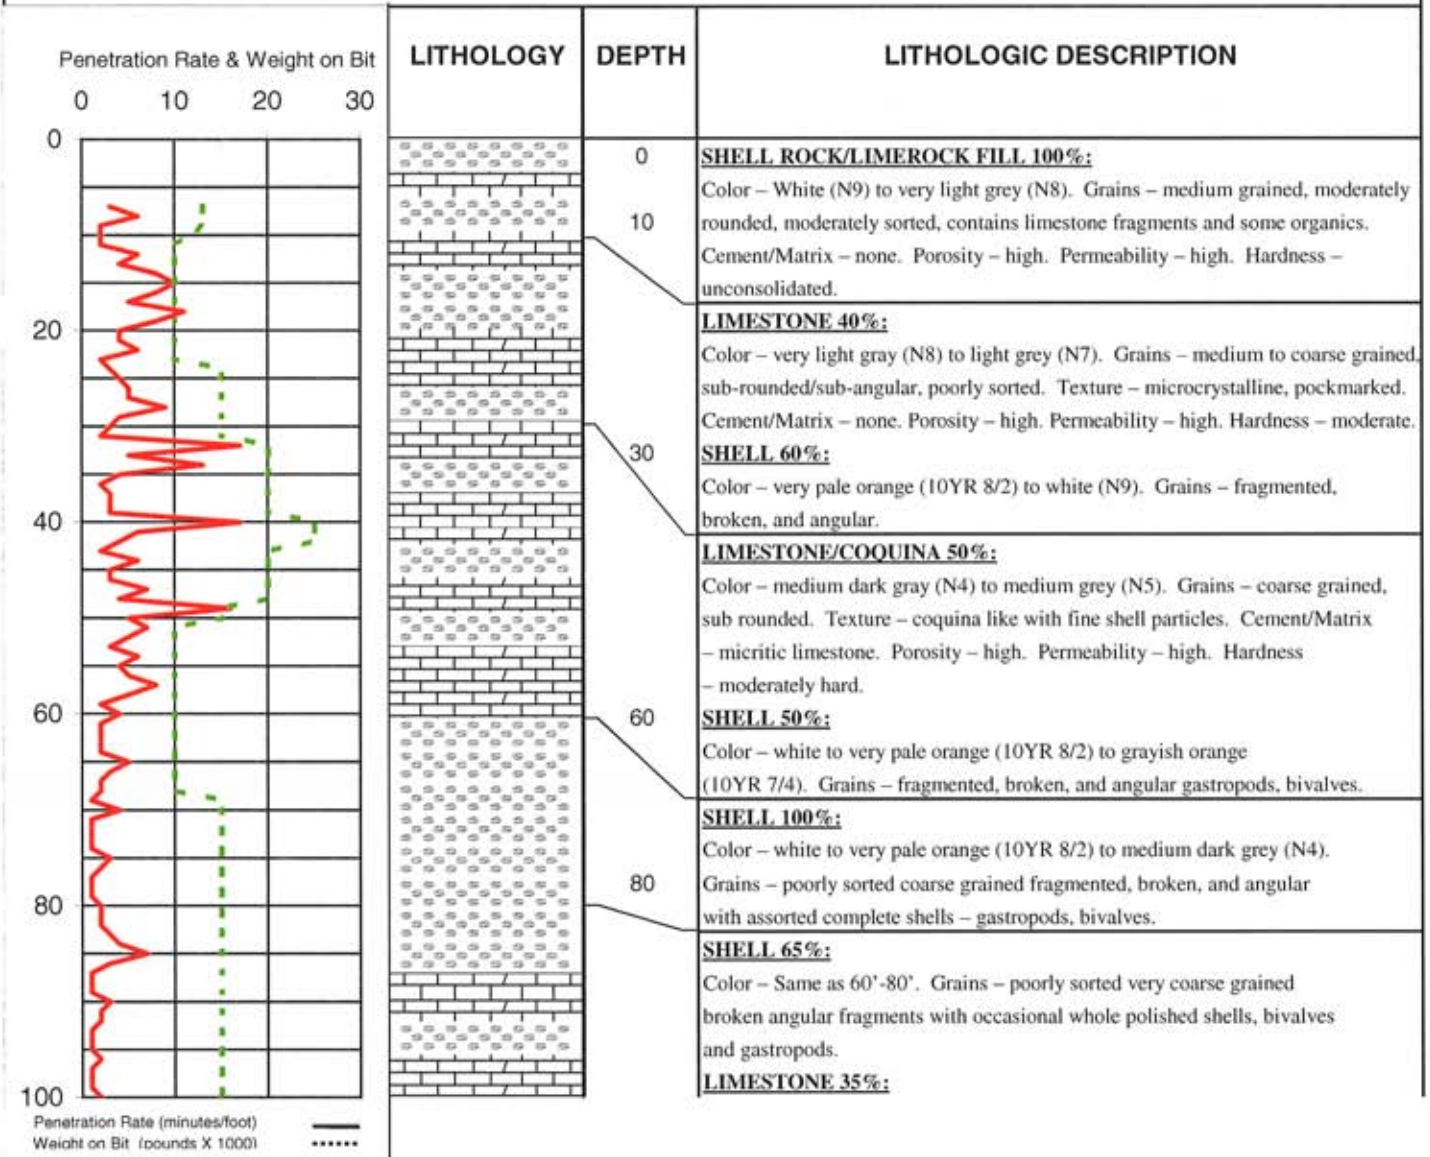 Penetration Rate & Weight on Bit
0 10 20 30
LITHOLOGY
DEPTH
LITHOLOGIC DESCRIPTION
0
20
40
60
80
100
Penetration Rate (minutes/foot)
Weight on Bit (pounds X 1000)
0
10
30
60
80
SHELL ROCK/LIMEROCK FILL 100%:
Color – White (N9) to very light grey (N8). Grains – medium grained, moderately
rounded, moderately sorted, contains limestone fragments and some organics.
Cement/Matrix – none. Porosity – high. Permeability – high. Hardness –
unconsolidated.
LIMESTONE 40%:
Color – very light gray (N8) to light grey (N7). Grains – medium to coarse grained,
sub-rounded/sub-angular, poorly sorted. Texture – microcrystalline, pockmarked.
Cement/Matrix – none. Porosity – high. Permeability – high. Hardness – moderate.
SHELL 60%:
Color – very pale orange (10YR 8/2) to white (N9). Grains – fragmented,
broken, and angular.
LIMESTONE/COQUINA 50%:
Color – medium dark gray (N4) to medium grey (N5). Grains – coarse grained,
sub rounded. Texture – coquina like with fine shell particles. Cement/Matrix
– micritic limestone. Porosity – high. Permeability – high. Hardness
– moderately hard.
SHELL 50%:
Color – white to very pale orange (10YR 8/2) to grayish orange
(10YR 7/4). Grains – fragmented, broken, and angular gastropods, bivalves.
SHELL 100%:
Color – white to very pale orange (10YR 8/2) to medium dark grey (N4).
Grains – poorly sorted coarse grained fragmented, broken, and angular
with assorted complete shells – gastropods, bivalves.
SHELL 65%:
Color – Same as 60’-80’. Grains – poorly sorted very coarse grained
broken angular fragments with occasional whole polished shells, bivalves
and gastropods.
LIMESTONE 35%: